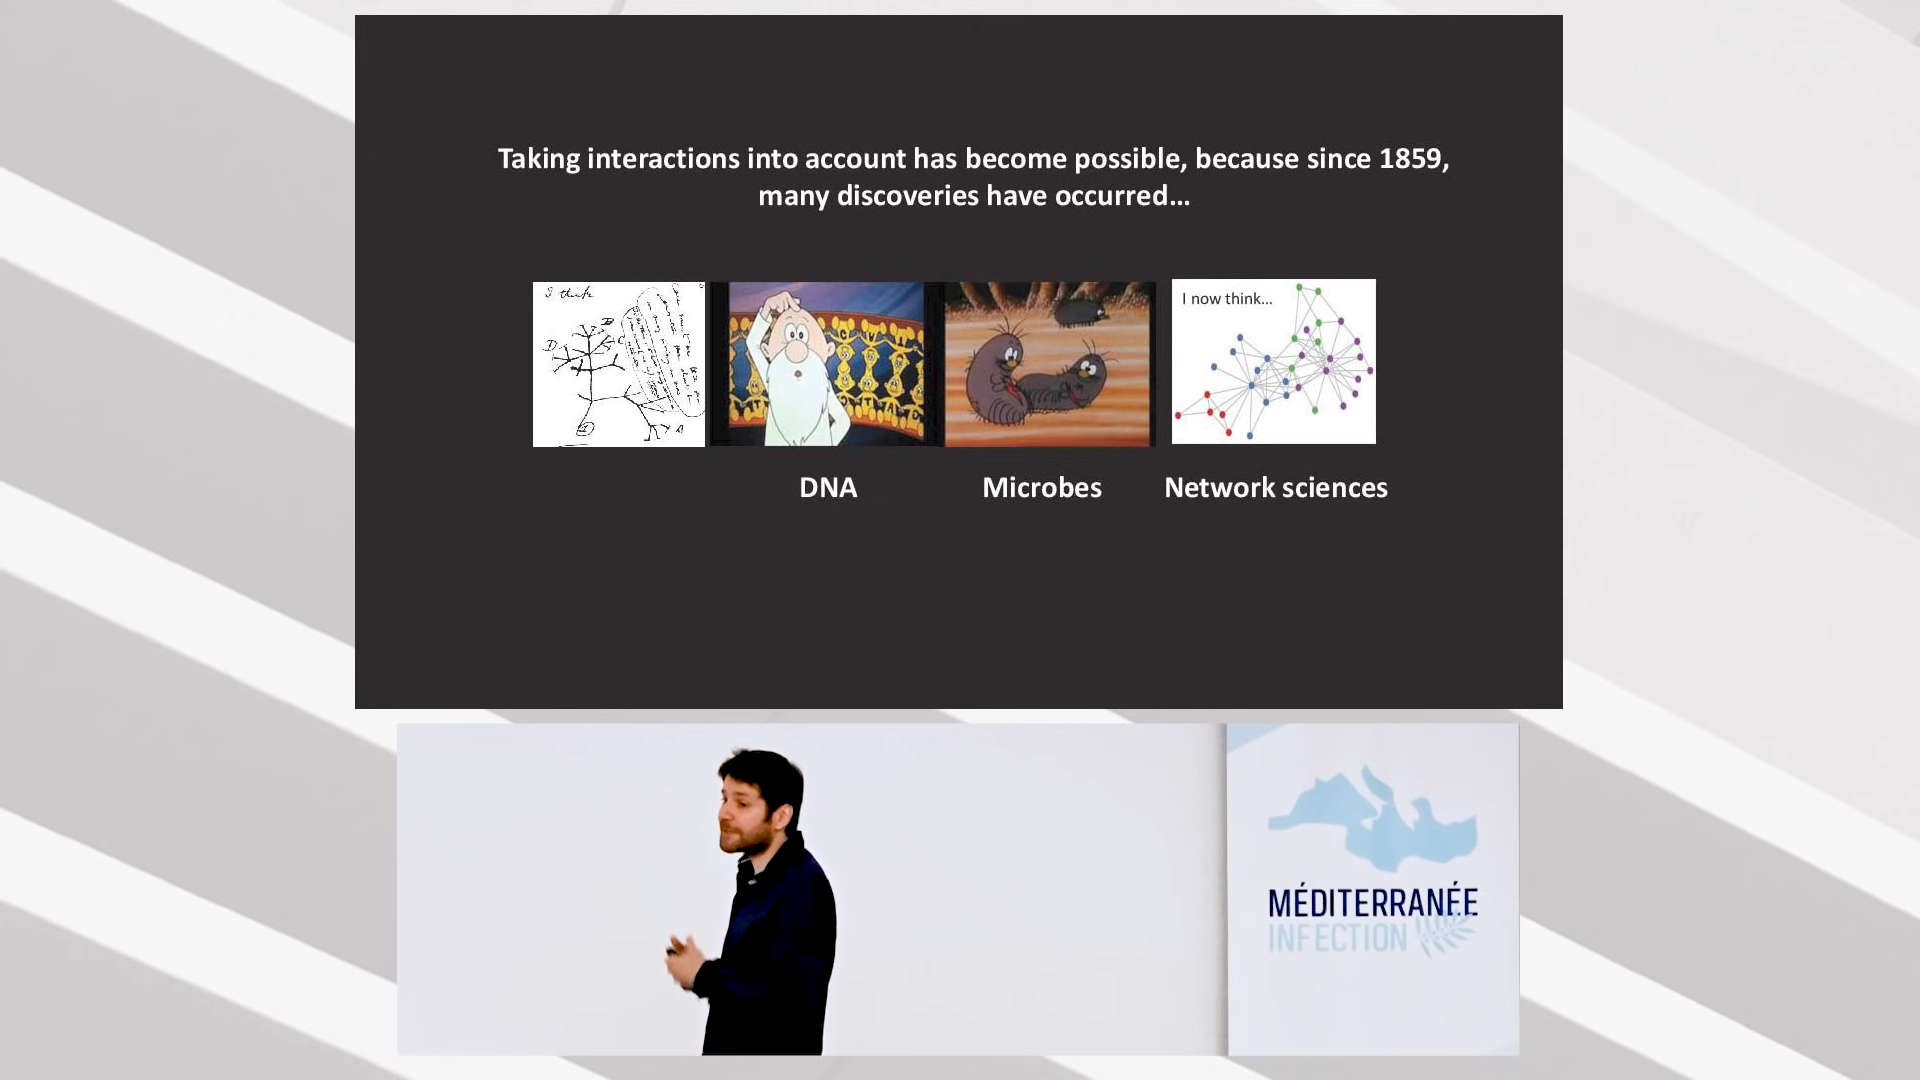 Taking interactions into account has become possible, because since 1859,
many discoveries have occurred...
I think
I now think...
DNA
Microbes
Network sciences
MÉDITERRANÉE
INFECTION